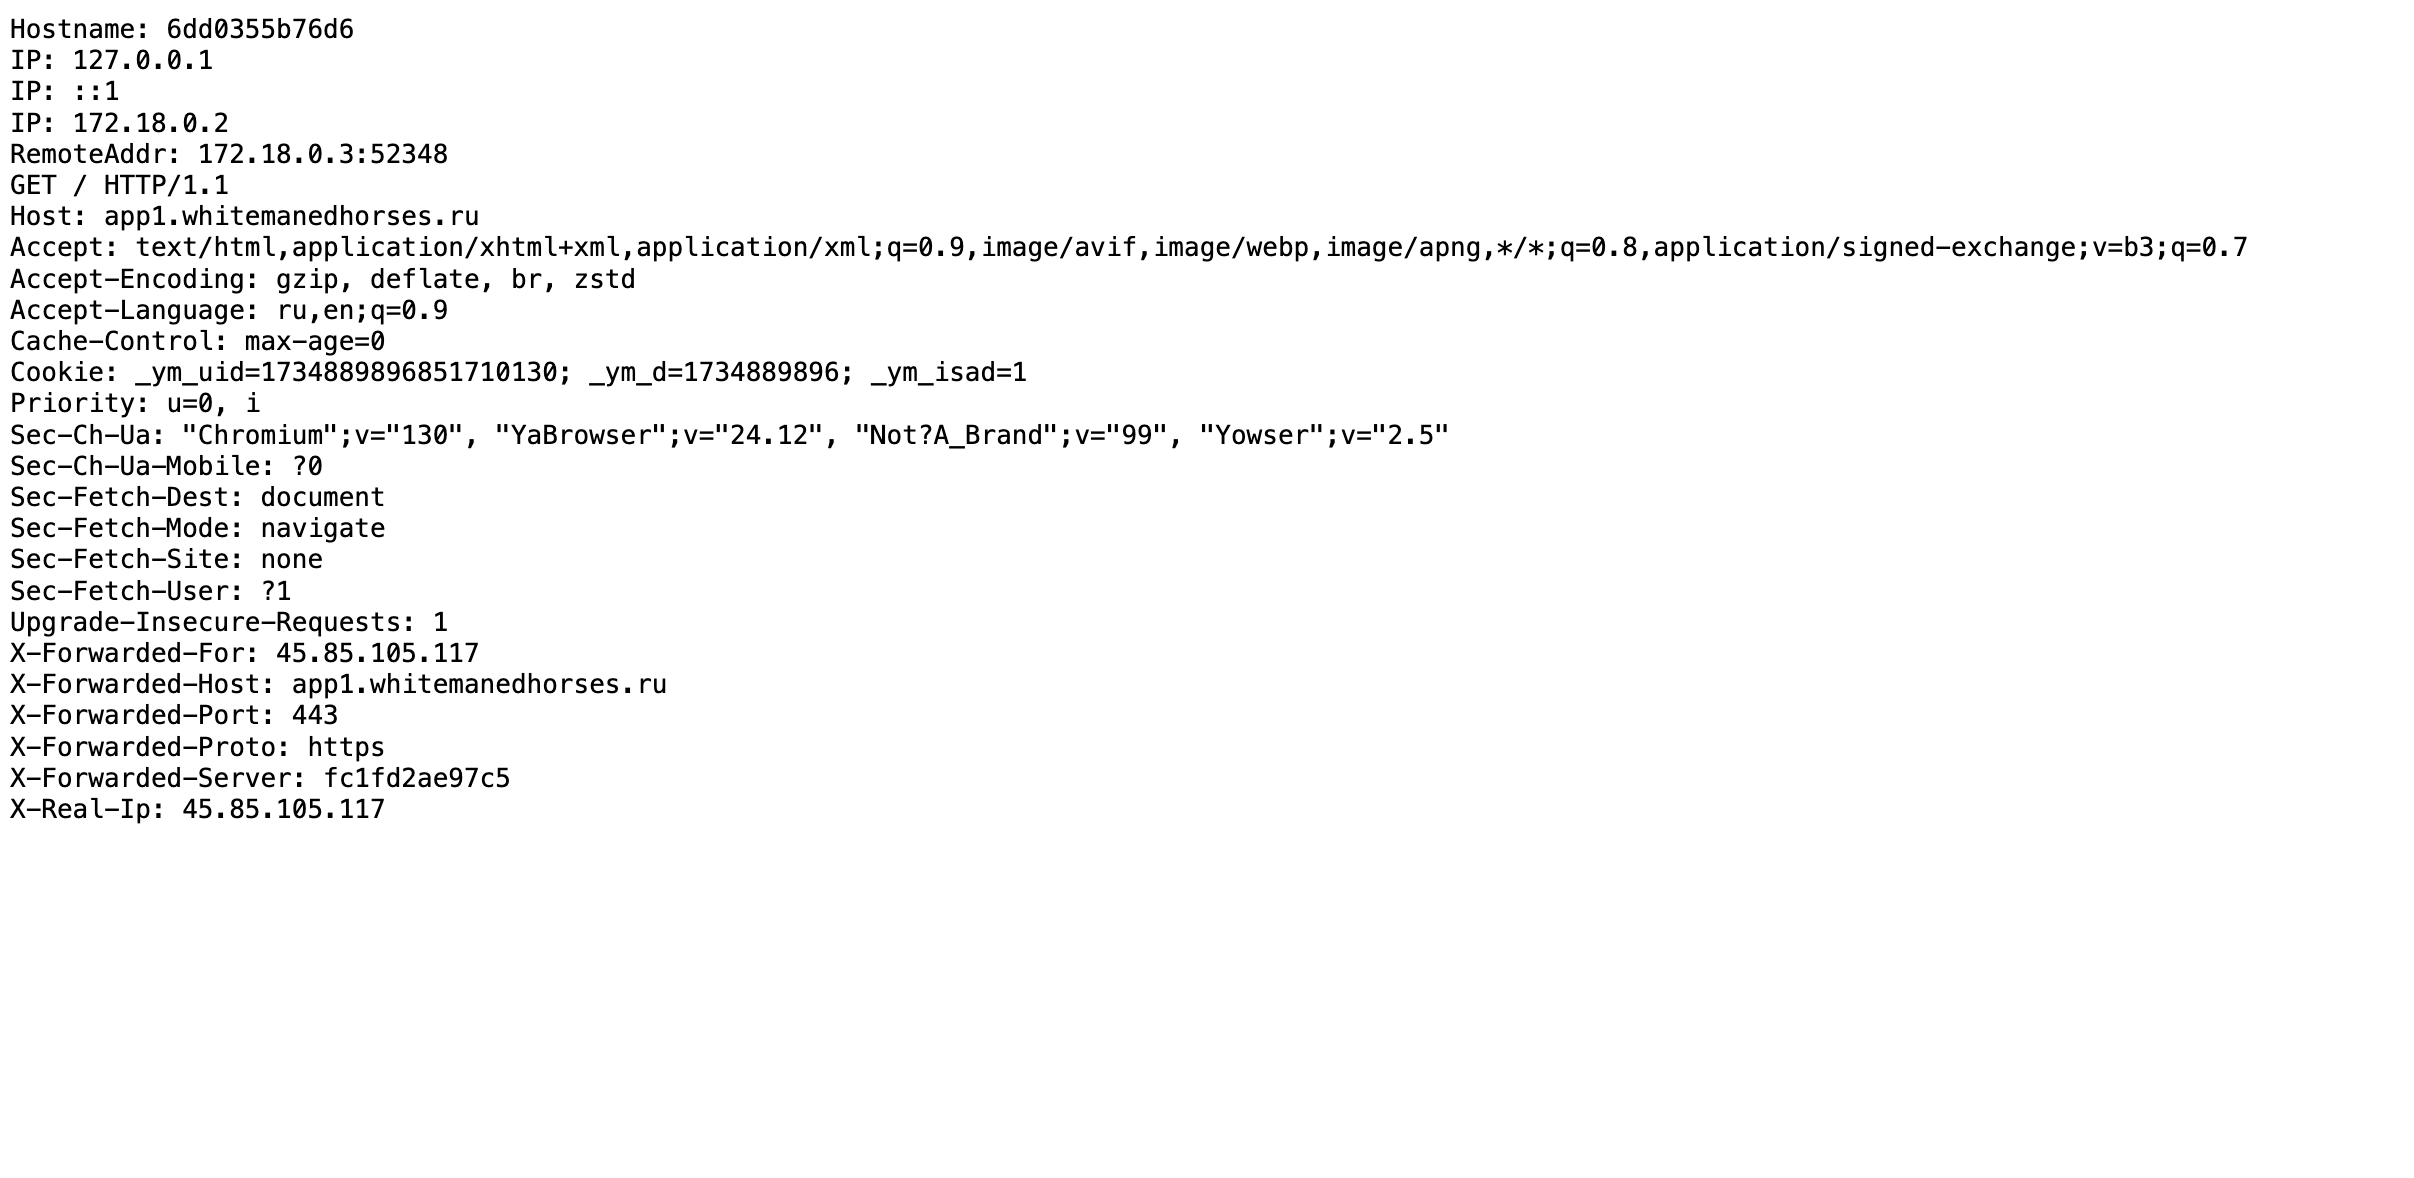 Hostname: 6dd0355b76d6
IP: 127.0.0.1
IP: ::1
IP: 172.18.0.2
RemoteAddr: 172.18.0.3:52348
GET / HTTP/1.1
Host: app1.whitemanedhorses.ru
Accept: text/html,application/xhtml+xml,application/xml;q=0.9,image/avif,image/webp,image/apng,*/*;q=0.8,application/signed-exchange;v=b3;q=0.7
Accept-Encoding: gzip, deflate, br, zstd
Accept-Language: ru,en;q=0.9
Cache-Control: max-age=0
Cookie: _ym_uid=1734889896851710130; _ym_d=1734889896; _ym_isad=1
Priority: u=0, i
Sec-Ch-Ua: "Chromium";v="130", "YaBrowser";v="24.12", "Not?A_Brand";v="99", "Yowser";v="2.5"
Sec-Ch-Ua-Mobile: ?0
Sec-Fetch-Dest: document
Sec-Fetch-Mode: navigate
Sec-Fetch-Site: none
Sec-Fetch-User: ?1
Upgrade-Insecure-Requests: 1
X-Forwarded-For: 45.85.105.117
X-Forwarded-Host: app1.whitemanedhorses.ru
X-Forwarded-Port: 443
X-Forwarded-Proto: https
X-Forwarded-Server: fc1fd2ae97c5
X-Real-Ip: 45.85.105.117